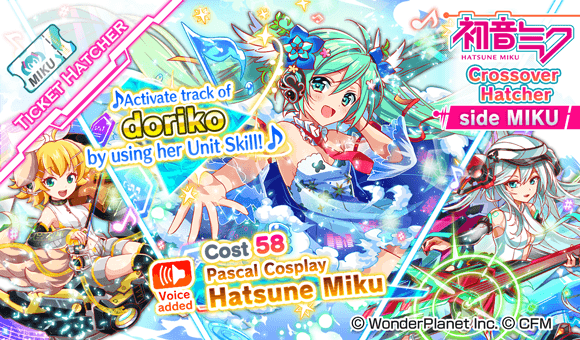 MIKU
TICKET HATCHER
♪Activate track of
doriko
by using her Unit Skill!♪
初音ミク
HATSUNE MIKU
Crossover
Hatcher
side MIKU
Cost 58
Voice
added
Pascal Cosplay
Hatsune Miku
© WonderPlanet Inc. © CFM